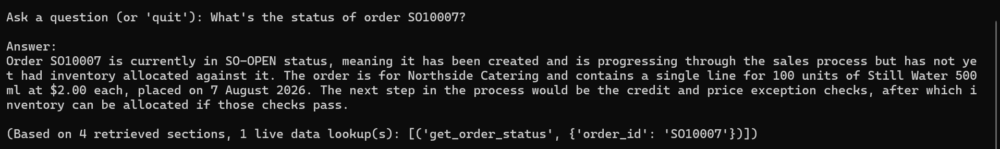 Ask a question (or 'quit'): What's the status of order SO10007?
Answer:
Order SO10007 is currently in SO-OPEN status, meaning it has been created and is progressing through the sales process but has not ye
t had inventory allocated against it. The order is for Northside Catering and contains a single line for 100 units of Still Water 500
ml at $2.00 each, placed on 7 August 2026. The next step in the process would be the credit and price exception checks, after which i
nventory can be allocated if those checks pass.
(Based on 4 retrieved sections, 1 live data lookup(s): [('get_order_status', {'order_id': 'SO10007'})])